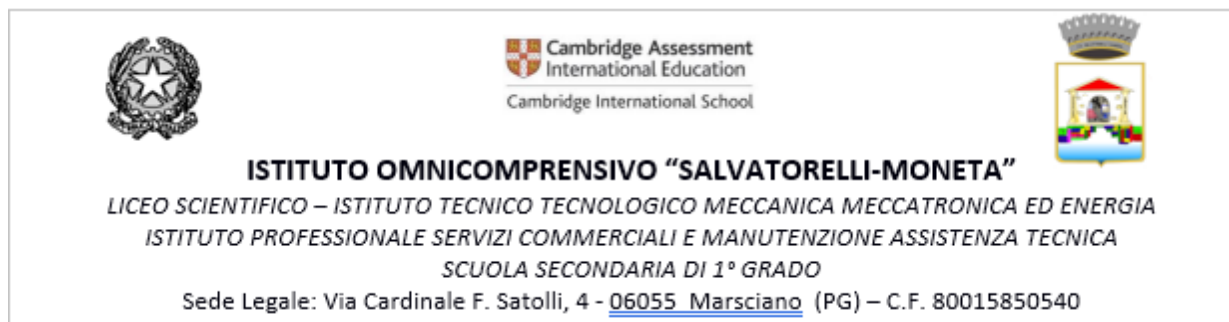 Cambridge Assessment
International Education
Cambridge International School
ISTITUTO OMNICOMPRENSIVO “SALVATORELLI-MONETA”
LICEO SCIENTIFICO – ISTITUTO TECNICO TECNOLOGICO MECCANICA MECCATRONICA ED ENERGIA
ISTITUTO PROFESSIONALE SERVIZI COMMERCIALI E MANUTENZIONE ASSISTENZA TECNICA
SCUOLA SECONDARIA DI 1° GRADO
Sede Legale: Via Cardinale F. Satolli, 4 - 06055 Marsciano (PG) – C.F. 80015850540